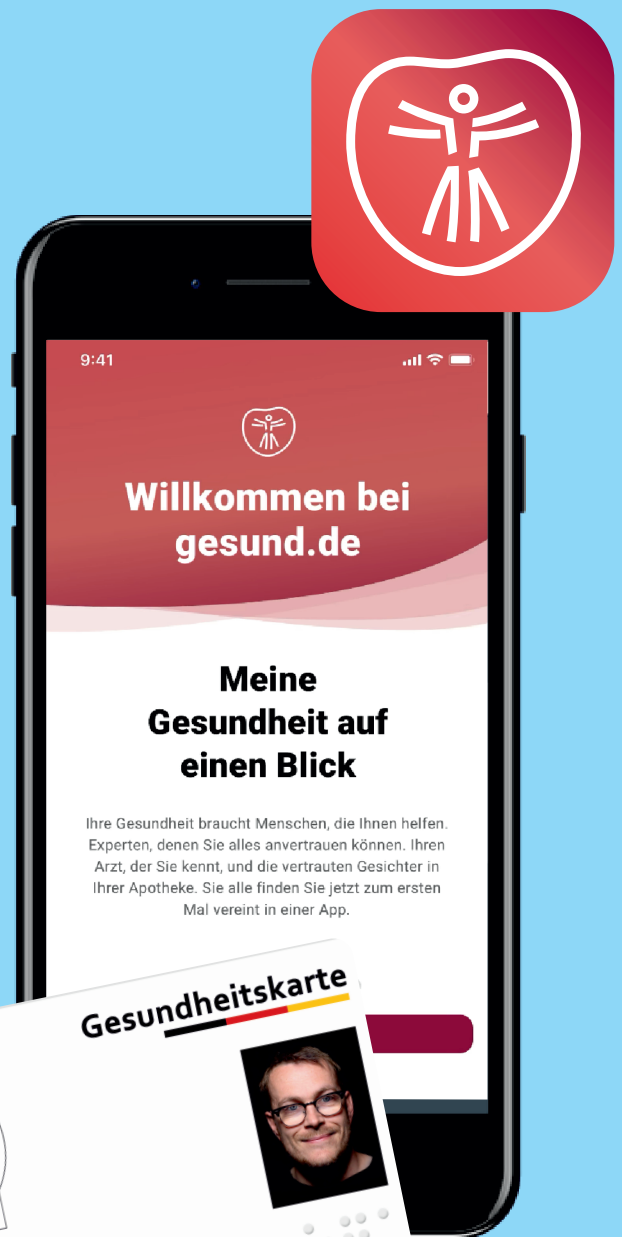 9:41
Willkommen bei
gesund.de
Meine
Gesundheit auf
einen Blick
Ihre Gesundheit braucht Menschen, die Ihnen helfen.
Experten, denen Sie alles anvertrauen können. Ihren
Arzt, der Sie kennt, und die vertrauten Gesichter in
Ihrer Apotheke. Sie alle finden Sie jetzt zum ersten
Mal vereint in einer App.
Gesundheitskarte